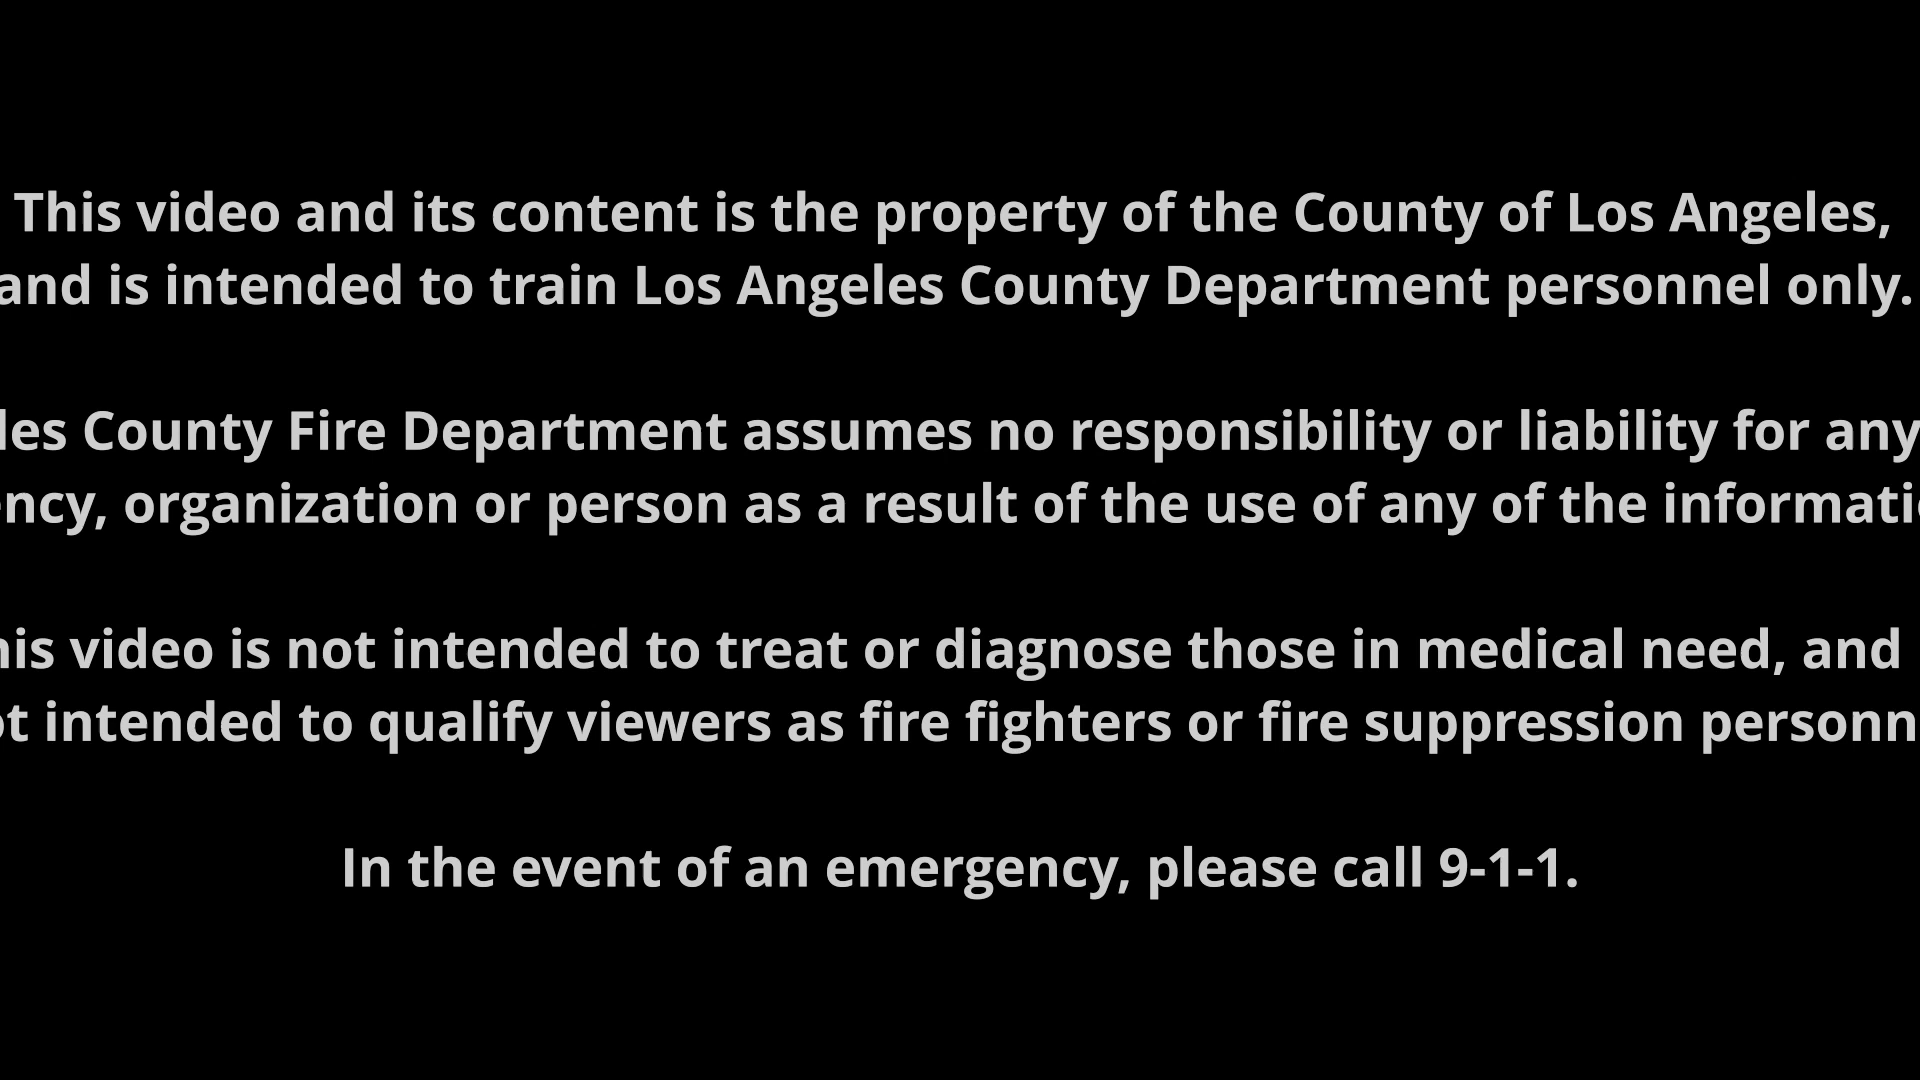 This video and its content is the property of the County of Los Angeles,
and is intended to train Los Angeles County Department personnel only.
les County Fire Department assumes no responsibility or liability for any
ncy, organization or person as a result of the use of any of the informati
his video is not intended to treat or diagnose those in medical need, and
ot intended to qualify viewers as fire fighters or fire suppression personn
In the event of an emergency, please call 9-1-1.